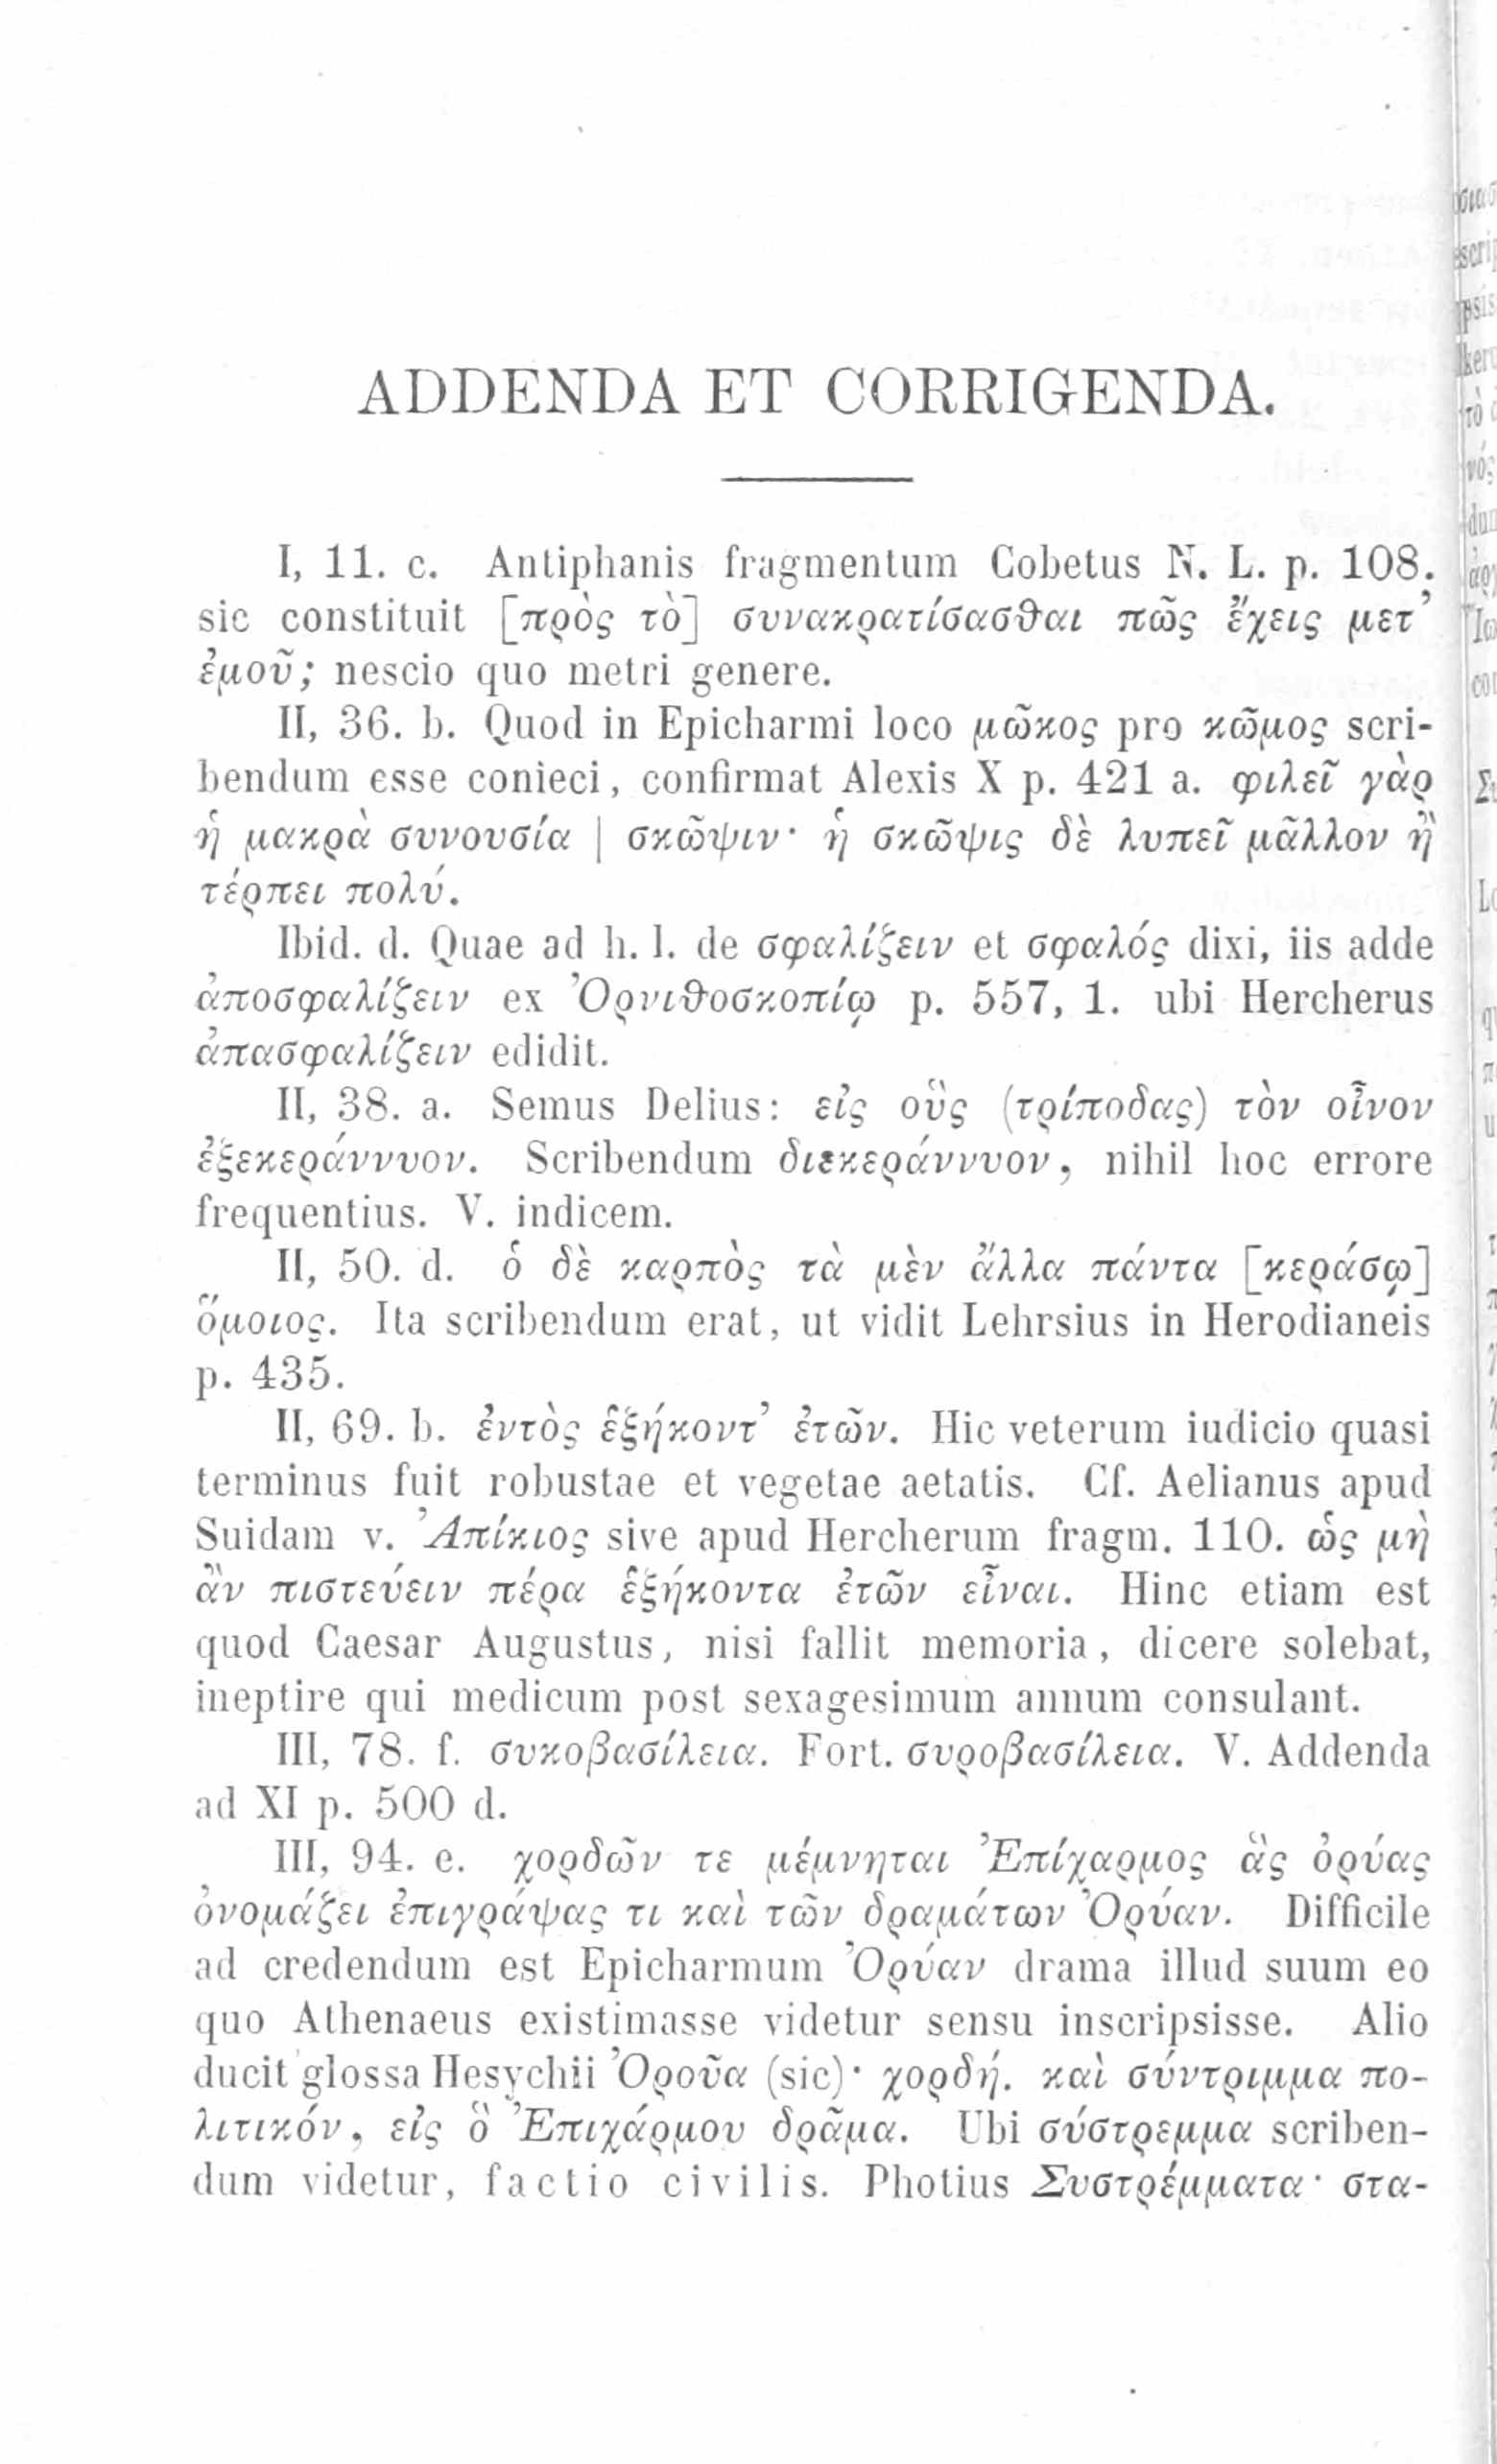 ADDENDA ET CORRIGENDA.
I, 11. c. Antiphanis fragmentum Cobetus N. L. p. 108.
sic constituit [πρὸς τὸ] συνακρατίσασθαι πῶς ἔχεις μετ’
ἐμοῦ; nescio quo metri genere.
II, 36. b. Quod in Epicharmi loco μῶκος pro κῶμος scri-
bendum esse conieci, confirmat Alexis X p. 421 a. φιλεῖ γὰρ
ἡ μακρὰ συνουσία | σκῶψιν· ἡ σκῶψις δὲ λυπεῖ μᾶλλον ἢ
τέρπει πολύ.
Ibid. d. Quae ad h. l. de σφαλίζειν et σφαλός dixi, iis adde
ἀποσφαλίζειν ex Ὀρνιθοσκοπίῳ p. 557, 1. ubi Hercherus
ἀπασφαλίζειν edidit.
II, 38. a. Semus Delius: εἰς οὓς (τρίποδας) τὸν οἶνον
ἐξεκεράννυον. Scribendum διεκεράννυον, nihil hoc errore
frequentius. V. indicem.
II, 50. d. ὁ δὲ καρπὸς τὰ μὲν ἄλλα πάντα [κεράσῳ]
ὅμοιος. Ita scribendum erat, ut vidit Lehrsius in Herodianeis
p. 435.
II, 69. b. ἐντὸς ἑξήκοντ’ ἐτῶν. Hic veterum iudicio quasi
terminus fuit robustae et vegetae aetatis. Cf. Aelianus apud
Suidam v. Ἀπίκιος sive apud Hercherum fragm. 110. ὡς μὴ
ἂν πιστεύειν πέρα ἑξήκοντα ἐτῶν εἶναι. Hinc etiam est
quod Caesar Augustus, nisi fallit memoria, dicere solebat,
ineptire qui medicum post sexagesimum annum consulant.
III, 78. f. συκοβασίλεια. Fort. συροβασίλεια. V. Addenda
ad XI p. 500 d.
III, 94. e. χορδῶν τε μέμνηται Ἐπίχαρμος ἃς ὀρύας
ὀνομάζει ἐπιγράψας τι καὶ τῶν δραμάτων Ὀρύαν. Difficile
ad credendum est Epicharmum Ὀρύαν drama illud suum eo
quo Athenaeus existimasse videtur sensu inscripsisse. Alio
ducit glossa Hesychii Ὀροῦα (sic)· χορδή. καὶ σύντριμμα πο-
λιτικόν, εἰς ὃ Ἐπιχάρμου δρᾶμα. Ubi σύστρεμμα scriben-
dum videtur, factio civilis. Photius Συστρέμματα· στα-